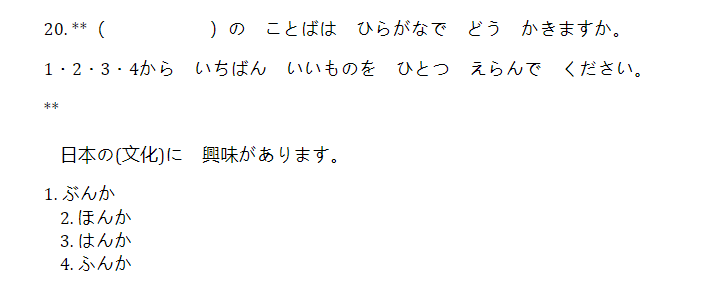 20. ** (　　　　　　) の　ことばは　ひらがなで　どう　かきますか。
1・2・3・4から　いちばん　いいものを　ひとつ　えらんで　ください。
**
日本の(文化)に　興味があります。
1. ぶんか
2. ほんか
3. はんか
4. ふんか